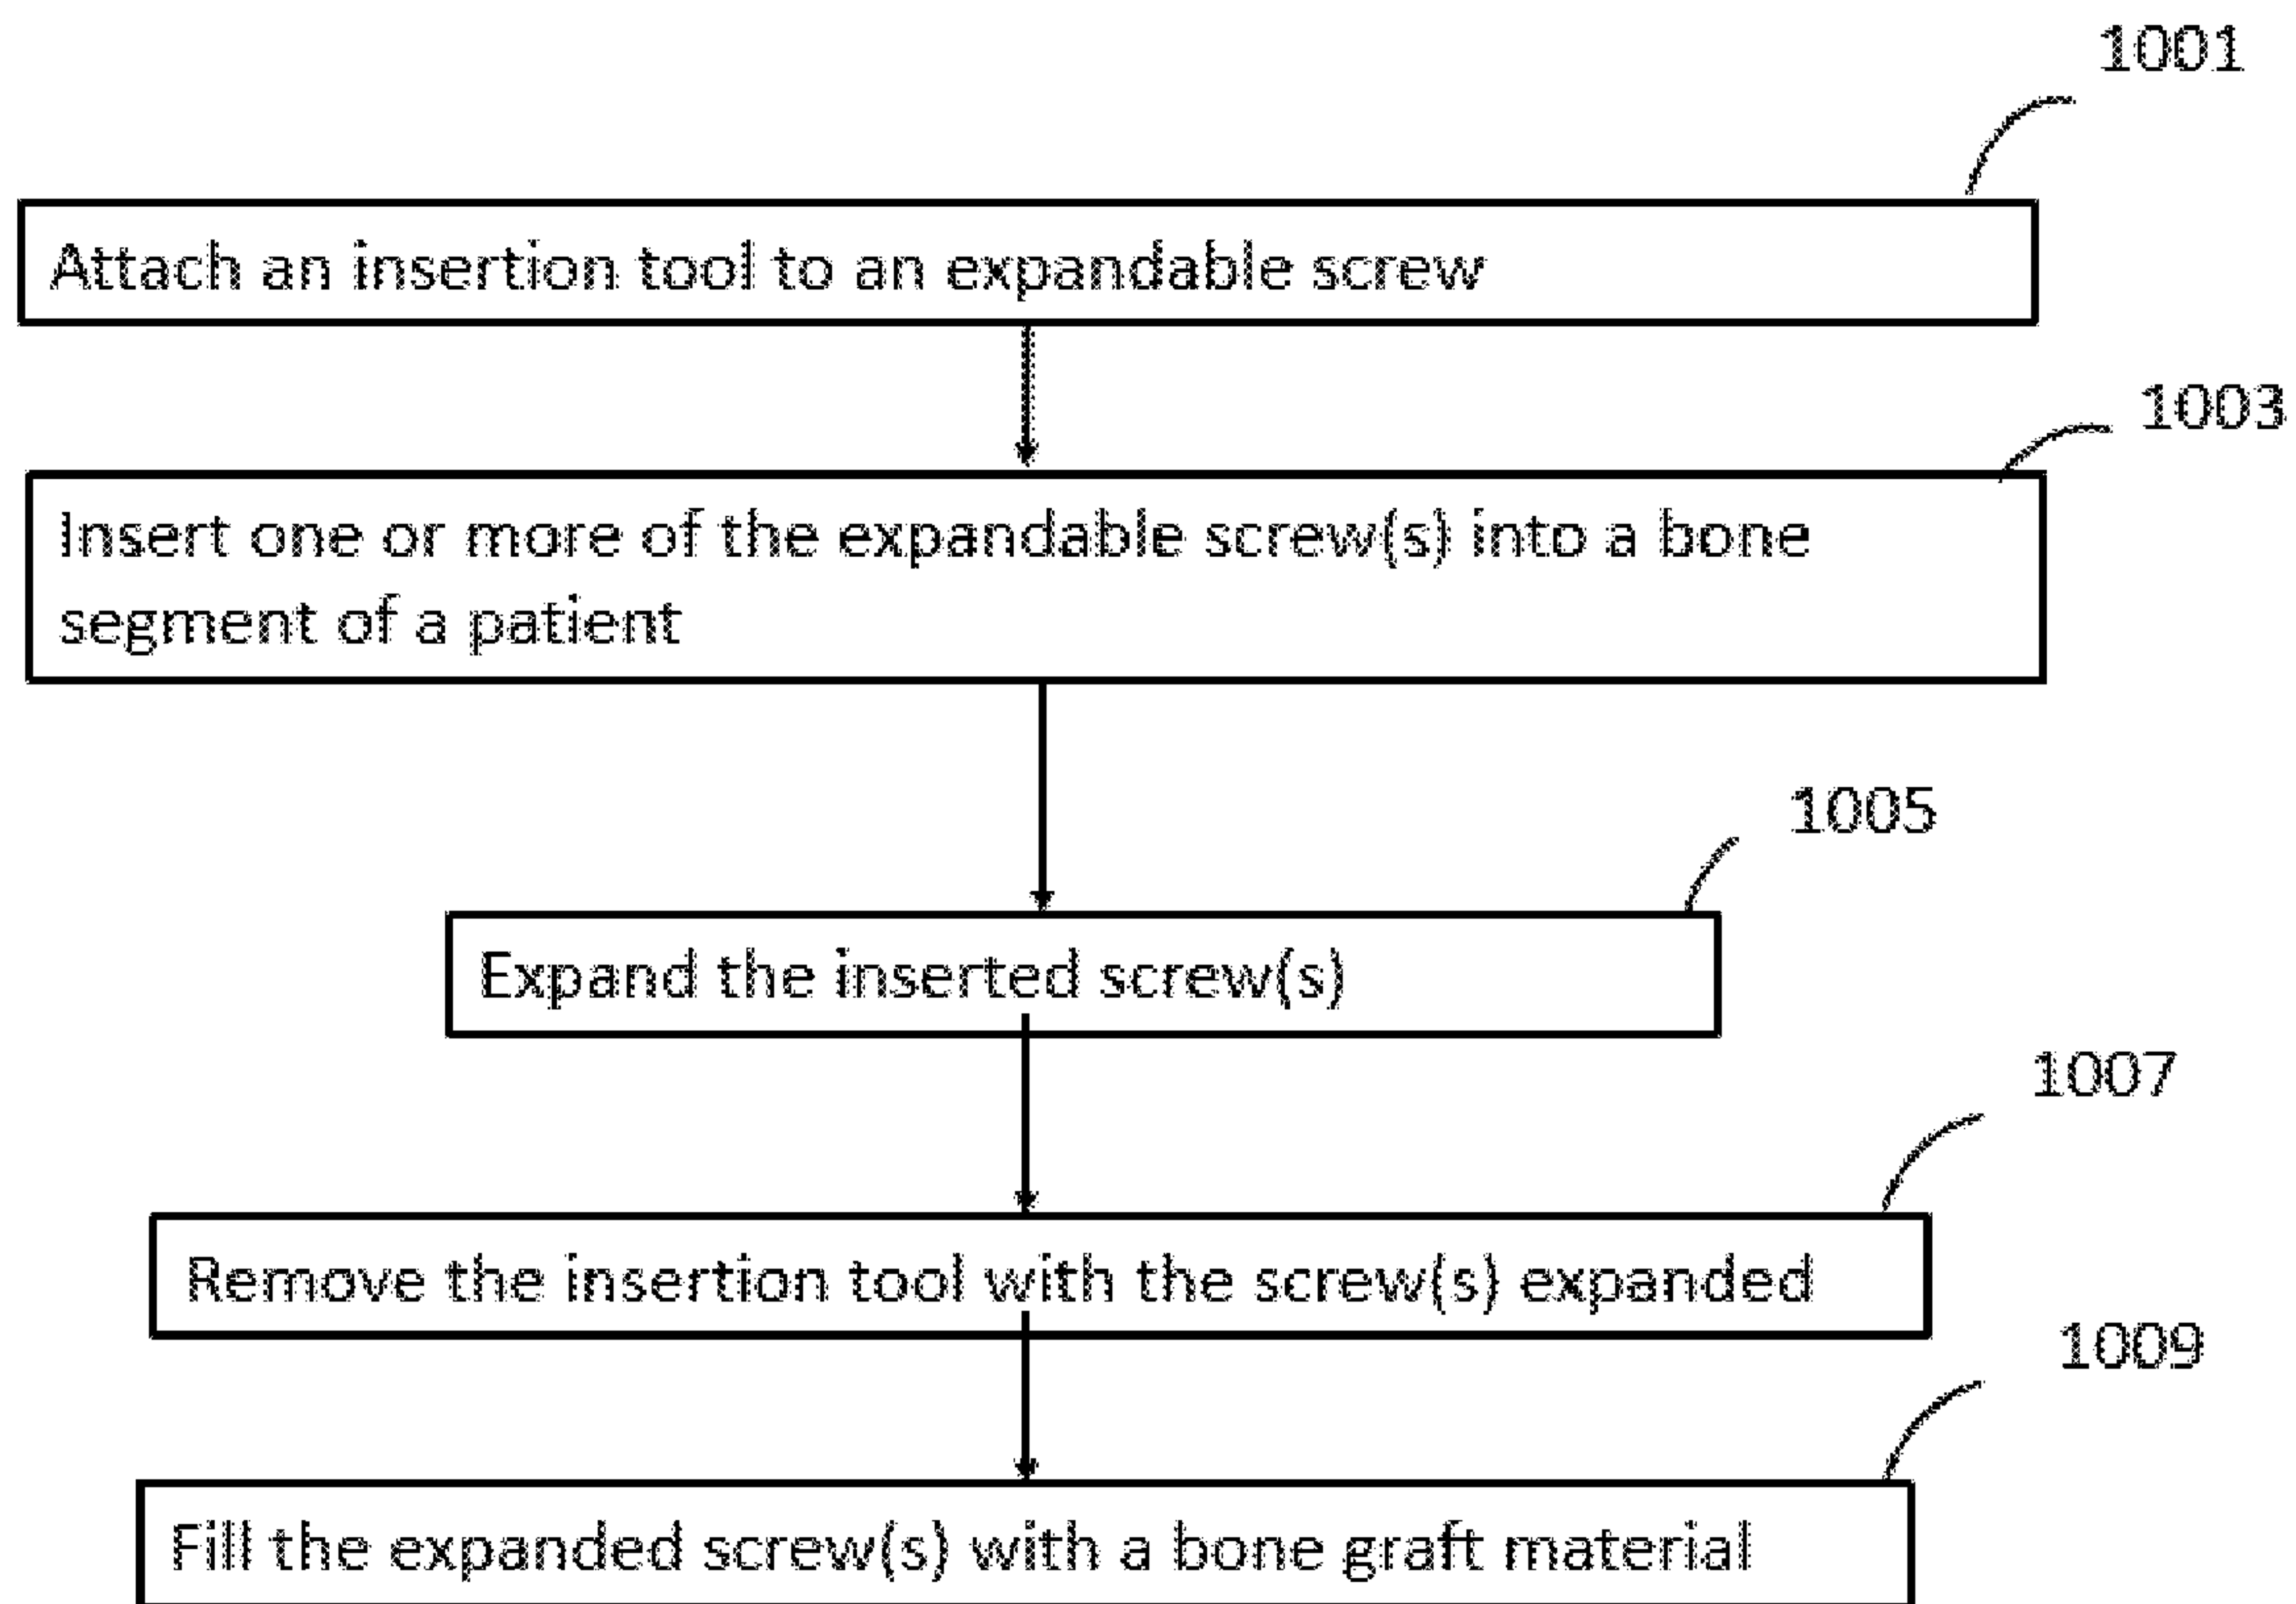 1001
Attach an insertion tool to an expandable screw
1003
Insert one or more of the expandable screw(s) into a bone
segment of a patient
1005
Expand the inserted screw(s)
1007
Remove the insertion tool with the screw(s) expanded
1009
Fill the expanded screw(s) with a bone graft material